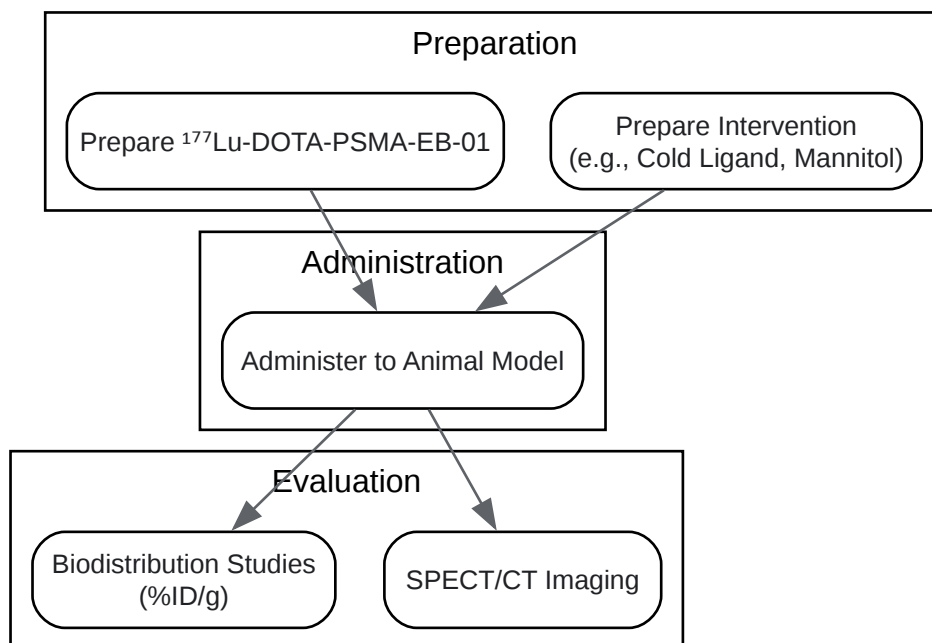 Preparation
Prepare ¹⁷⁷Lu-DOTA-PSMA-EB-01
Prepare Intervention
(e.g., Cold Ligand, Mannitol)
Administration
Administer to Animal Model
Evaluation
Biodistribution Studies
(%ID/g)
SPECT/CT Imaging